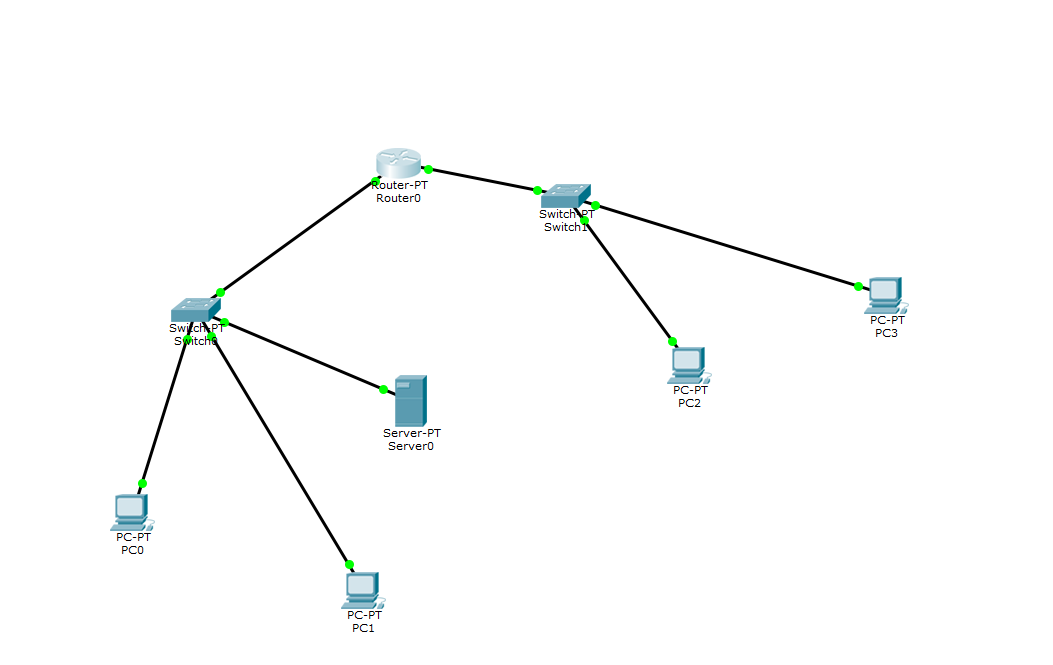 Router-PT
Router0
Switch-PT
Switch1
PC-PT
PC3
Switch-PT
Switch0
PC-PT
PC2
Server-PT
Server0
PC-PT
PC0
PC-PT
PC1